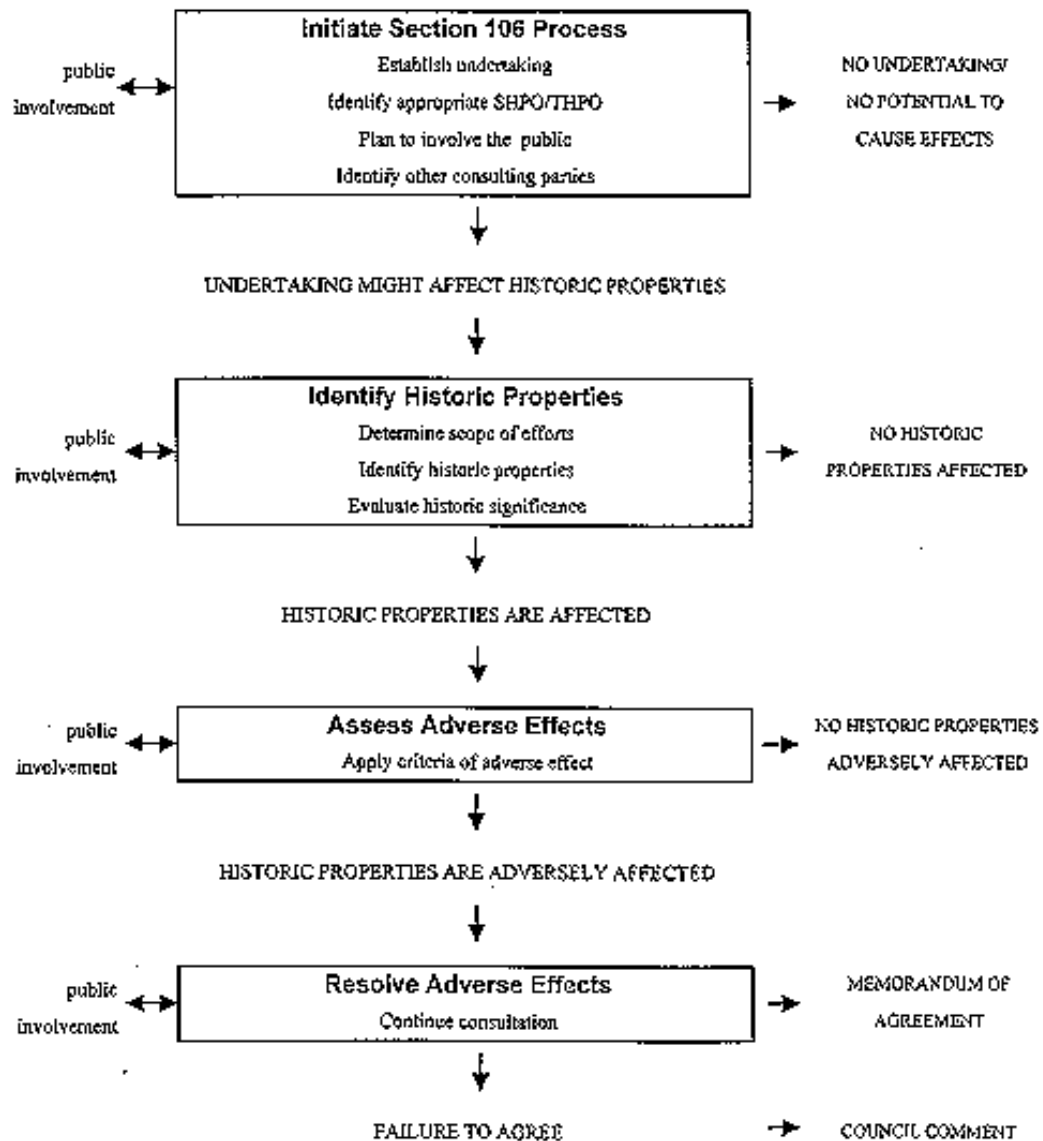 Initiate Section 106 Process
Establish undertaking
Identify appropriate SHPO/THPO
Plan to involve the public
Identify other consulting parties
public
involvement
NO UNDERTAKING/
NO POTENTIAL TO
CAUSE EFFECTS
UNDERTAKING MIGHT AFFECT HISTORIC PROPERTIES
Identify Historic Properties
Determine scope of efforts
Identify historic properties
Evaluate historic significance
public
involvement
NO HISTORIC
PROPERTIES AFFECTED
HISTORIC PROPERTIES ARE AFFECTED
Assess Adverse Effects
Apply criteria of adverse effect
public
involvement
NO HISTORIC PROPERTIES
ADVERSELY AFFECTED
HISTORIC PROPERTIES ARE ADVERSELY AFFECTED
Resolve Adverse Effects
Continue consultation
public
involvement
MEMORANDUM OF
AGREEMENT
FAILURE TO AGREE
COUNCIL COMMENT